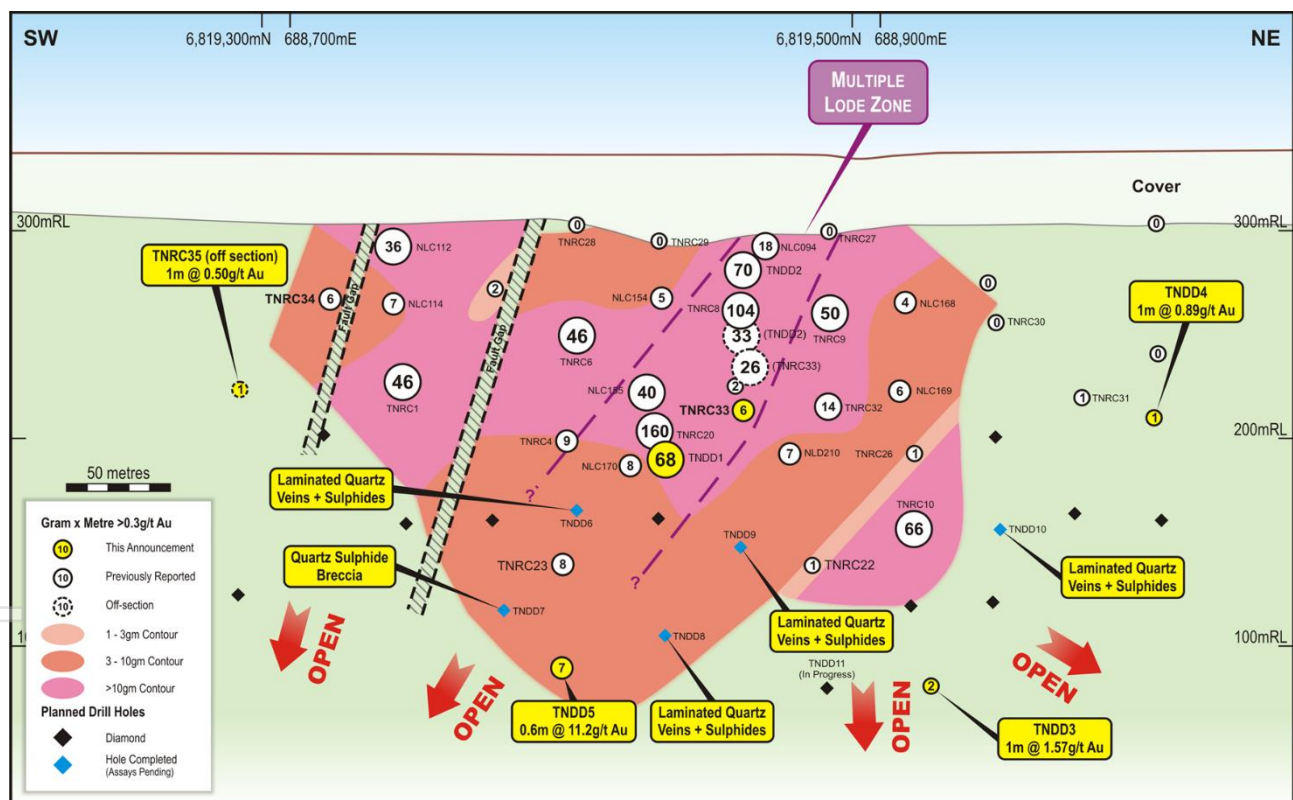 SW
6,819,300mN
688,700mE
6,819,500mN
688,900mE
NE
MULTIPLE
LODE ZONE
Cover
300mRL
300mRL
TNRC35 (off section)
1m @ 0.50g/t Au
36
NLC112
0
TNRC28
0
TNRC29
18
NLC094
0
TNRC27
0
70
TNDD2
TNRC34
6
Fault Gap
7
NLC114
2
Fault Gap
NLC154
5
TNRC8
104
50
TNRC9
4
NLC168
0
0
TNRC30
TNDD4
1m @ 0.89g/t Au
33
(TNDD2)
46
TNRC6
26
(TNRC33)
0
1
46
TNRC1
NLC155
40
2
TNRC33
6
14
TNRC32
6
NLC169
1
TNRC31
1
200mRL
TNRC4
9
160
TNRC20
NLC170
8
68
TNDD1
7
NLD210
TNRC26
1
50 metres
Laminated Quartz
Veins + Sulphides
?
TNDD6
TNRC10
66
TNDD9
TNDD10
Laminated Quartz
Veins + Sulphides
Quartz Sulphide
Breccia
TNRC23
8
?
1
TNRC22
TNDD7
TNDD8
Laminated Quartz
Veins + Sulphides
100mRL
OPEN
OPEN
OPEN
OPEN
7
TNDD5
0.6m @ 11.2g/t Au
Laminated Quartz
Veins + Sulphides
TNDD11
(In Progress)
2
TNDD3
1m @ 1.57g/t Au
Gram x Metre >0.3g/t Au
10
This Announcement
10
Previously Reported
10
Off-section
1 - 3gm Contour
3 - 10gm Contour
>10gm Contour
Planned Drill Holes
Diamond
Hole Completed
(Assays Pending)